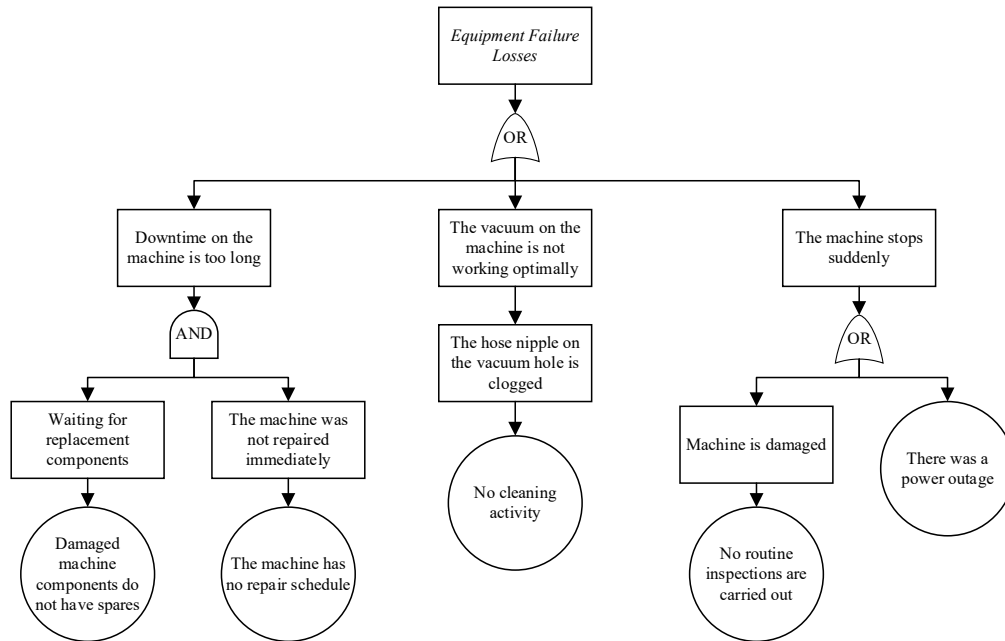 Equipment Failure
Losses
OR
Downtime on the
machine is too long
The vacuum on the
machine is not
working optimally
The machine stops
suddenly
AND
OR
Waiting for
replacement
components
The machine was
not repaired
immediately
The hose nipple on
the vacuum hole is
clogged
Machine is damaged
There was a
power outage
Damaged
machine
components do
not have spares
The machine has
no repair schedule
No cleaning
activity
No routine
inspections are
carried out